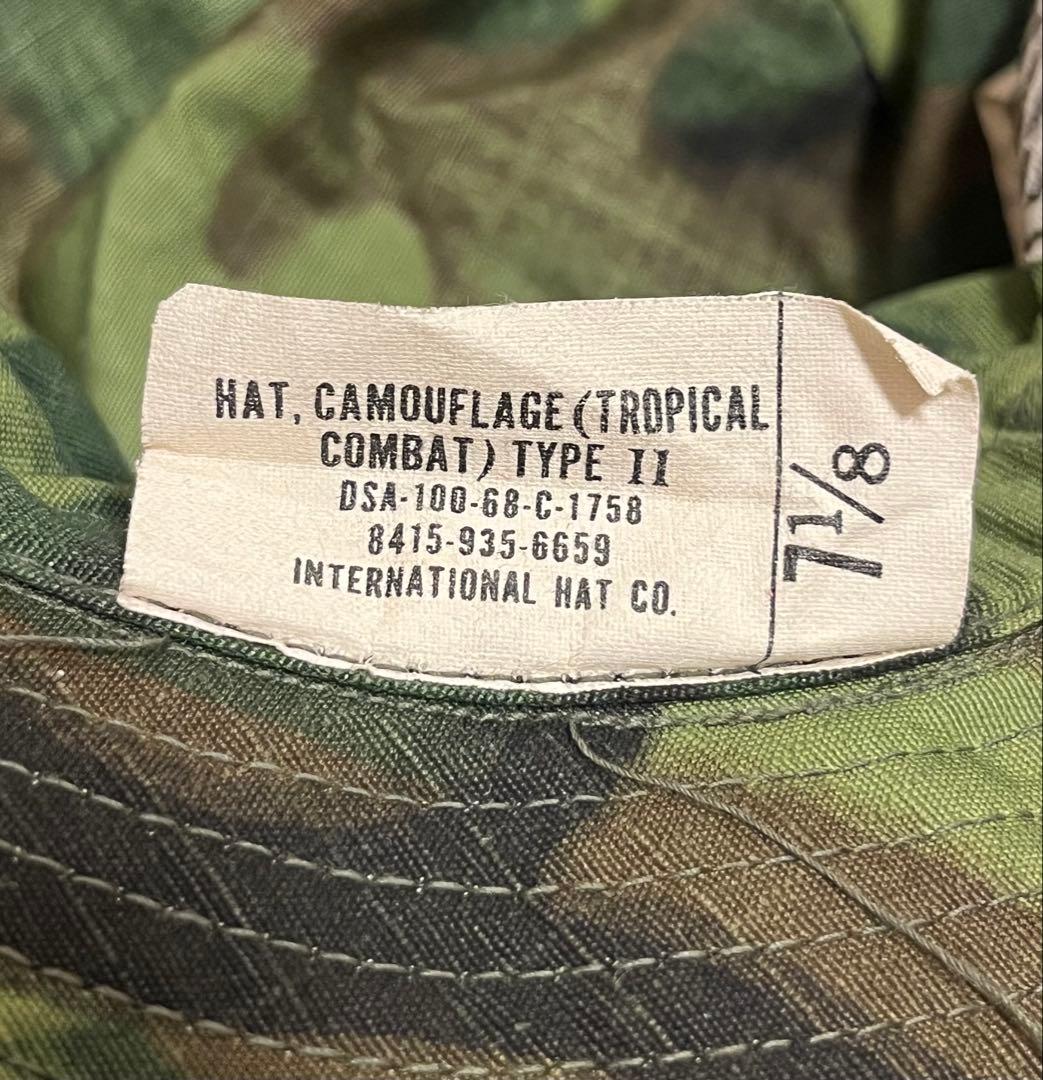 HAT, CAMOUFLAGE (TROPICAL
COMBAT) TYPE II
DSA-100-68-C-1758
8415-935-6659
INTERNATIONAL HAT CO.
7 1/8